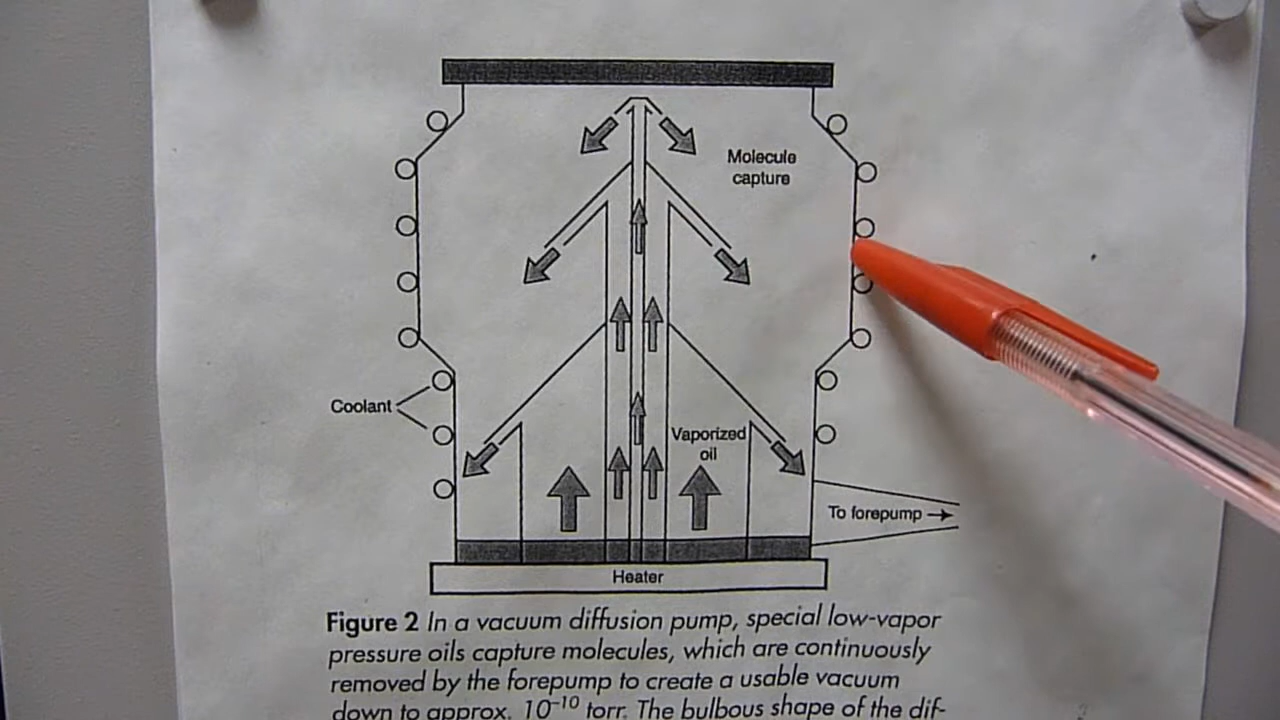 Molecule
capture
Coolant
Vaporized
oil
To forepump
Heater
Figure 2 In a vacuum diffusion pump, special low-vapor
pressure oils capture molecules, which are continuously
removed by the forepump to create a usable vacuum
down to approx. 10⁻¹⁰ torr. The bulbous shape of the dif-